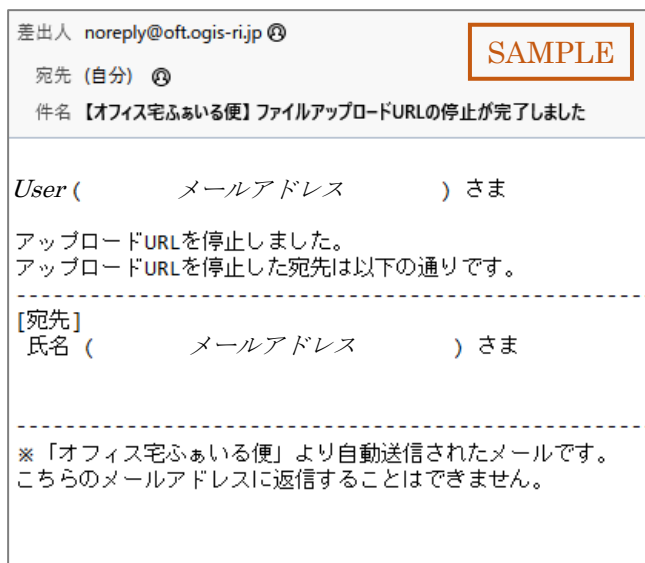 差出人 noreply@oft.ogis-ri.jp
SAMPLE
宛先 (自分)
件名 【オフィス宅ふぁいる便】ファイルアップロードURLの停止が完了しました
User ( メールアドレス ) さま
アップロードURLを停止しました。
アップロードURLを停止した宛先は以下の通りです。
----------------------------------------------------
[宛先]
氏名 ( メールアドレス ) さま
----------------------------------------------------
※「オフィス宅ふぁいる便」より自動送信されたメールです。
こちらのメールアドレスに返信することはできません。